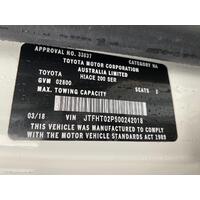 APPROVAL No. 33837 CATEGORY NA
TOYOTA MOTOR CORPORATION
AUSTRALIA LIMITED
TOYOTA HIACE 200 SER
GVM 02800 SEATS 2
MAX. TOWING CAPACITY
03/18 VIN JTFHT02P500242018
THIS VEHICLE WAS MANUFACTURED TO COMPLY
WITH THE MOTOR VEHICLE STANDARDS ACT 1989